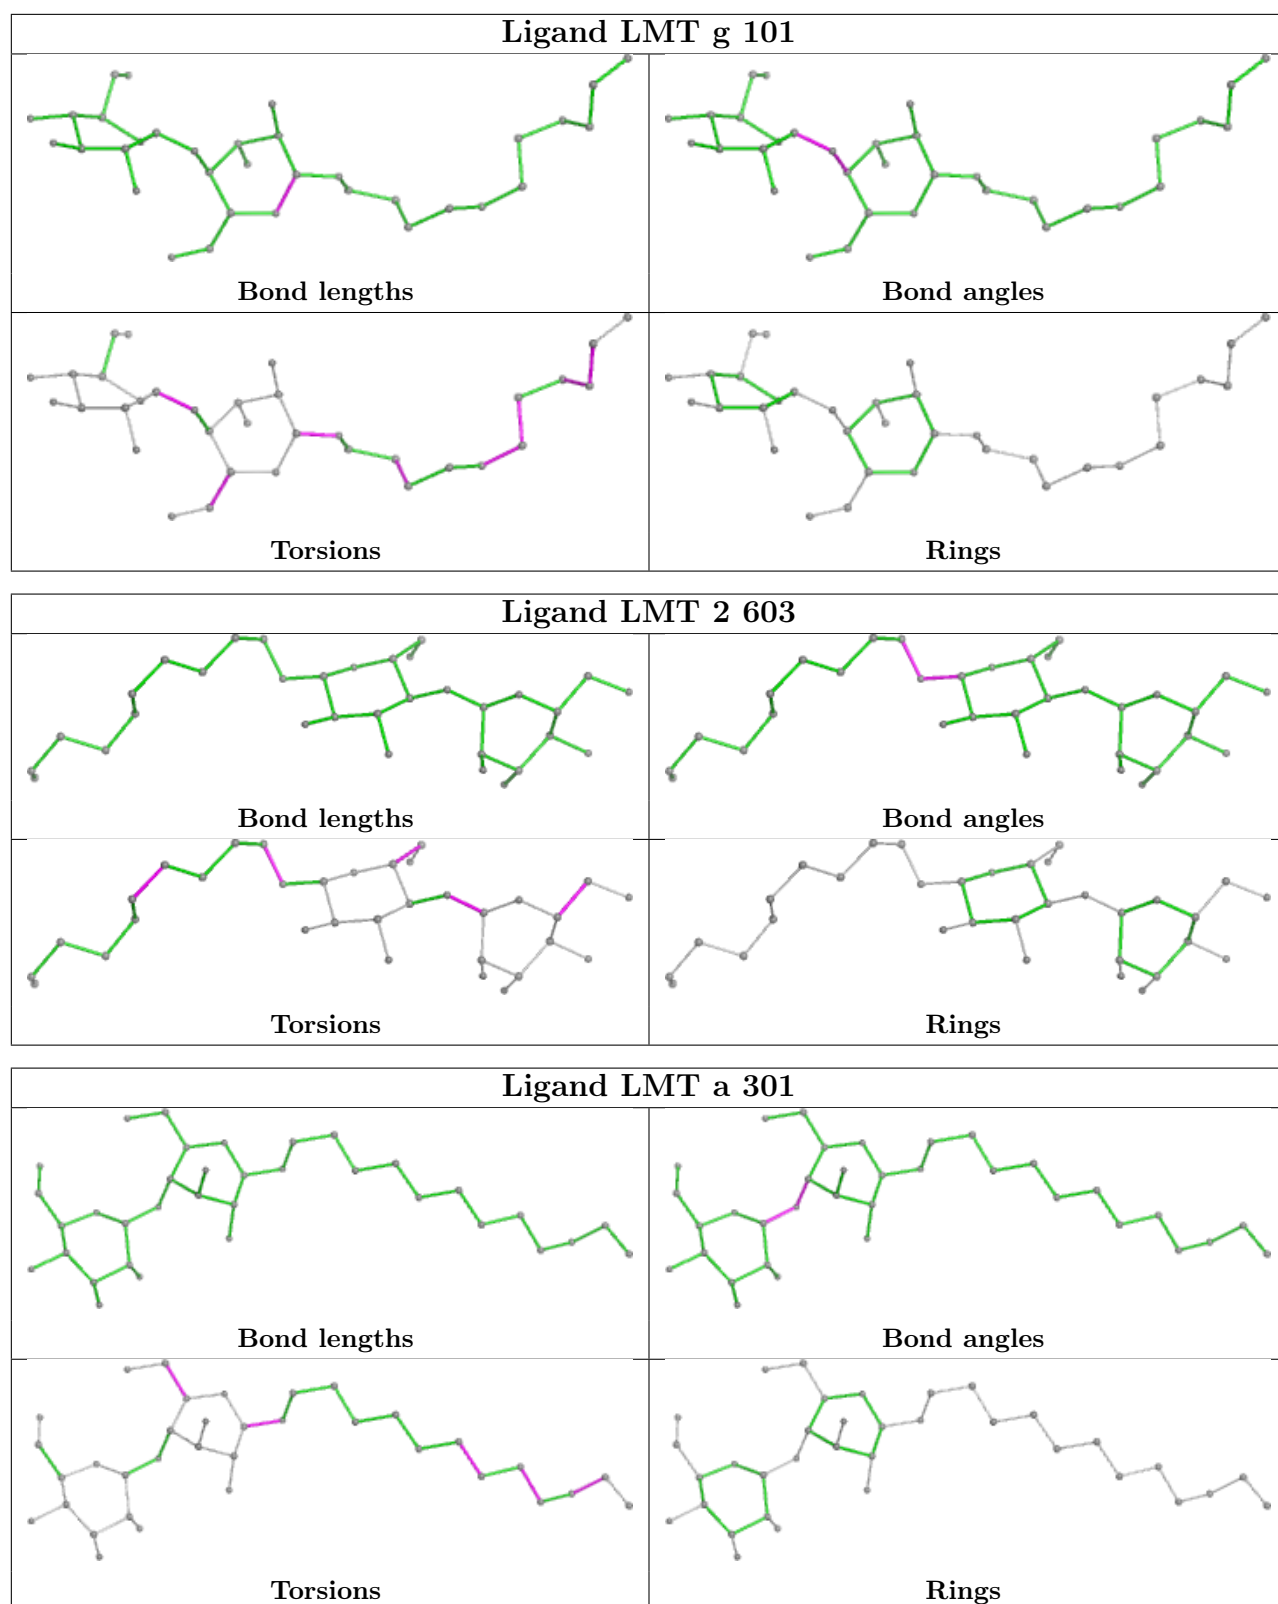 Ligand LMT g 101
Bond lengths
Bond angles
Torsions
Rings
Ligand LMT 2 603
Bond lengths
Bond angles
Torsions
Rings
Ligand LMT a 301
Bond lengths
Bond angles
Torsions
Rings